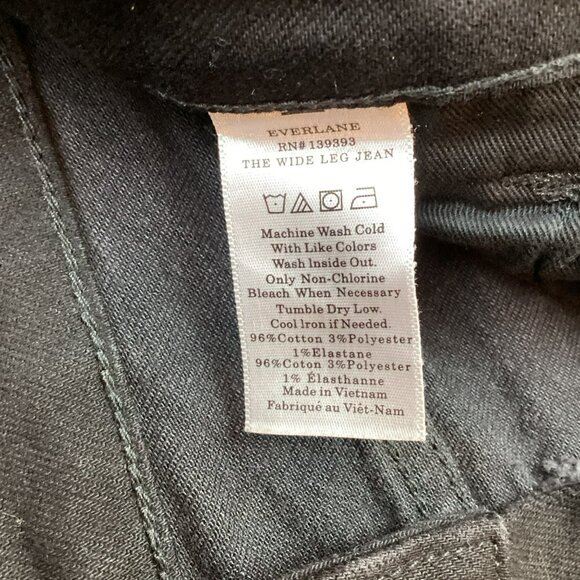 EVERLANE
RN# 139393
THE WIDE LEG JEAN
Machine Wash Cold
With Like Colors
Wash Inside Out.
Only Non-Chlorine
Bleach When Necessary
Tumble Dry Low.
Cool Iron if Needed.
96%Cotton 3%Polyester
1%Elastane
96%Coton 3%Polyester
1% Élasthanne
Made in Vietnam
Fabriqué au Viêt-Nam